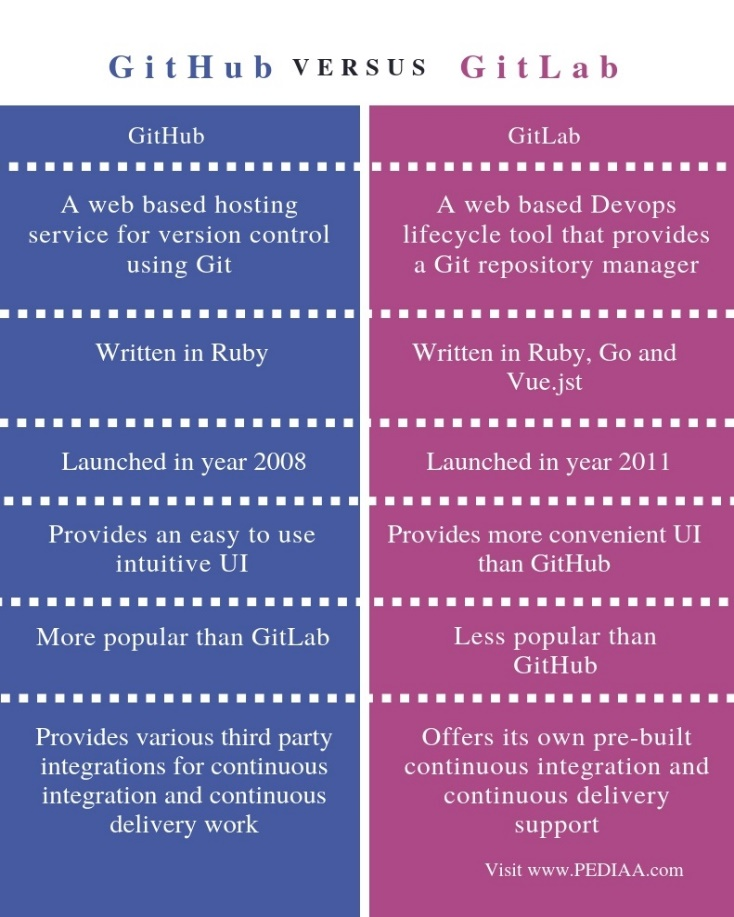 GitHub VERSUS GitLab
GitHub
A web based hosting
service for version control
using Git
Written in Ruby
Launched in year 2008
Provides an easy to use
intuitive UI
More popular than GitLab
Provides various third party
integrations for continuous
integration and continuous
delivery work
GitLab
A web based Devops
lifecycle tool that provides
a Git repository manager
Written in Ruby, Go and
Vue.jst
Launched in year 2011
Provides more convenient UI
than GitHub
Less popular than
GitHub
Offers its own pre-built
continuous integration and
continuous delivery
support
Visit www.PEDIAA.com